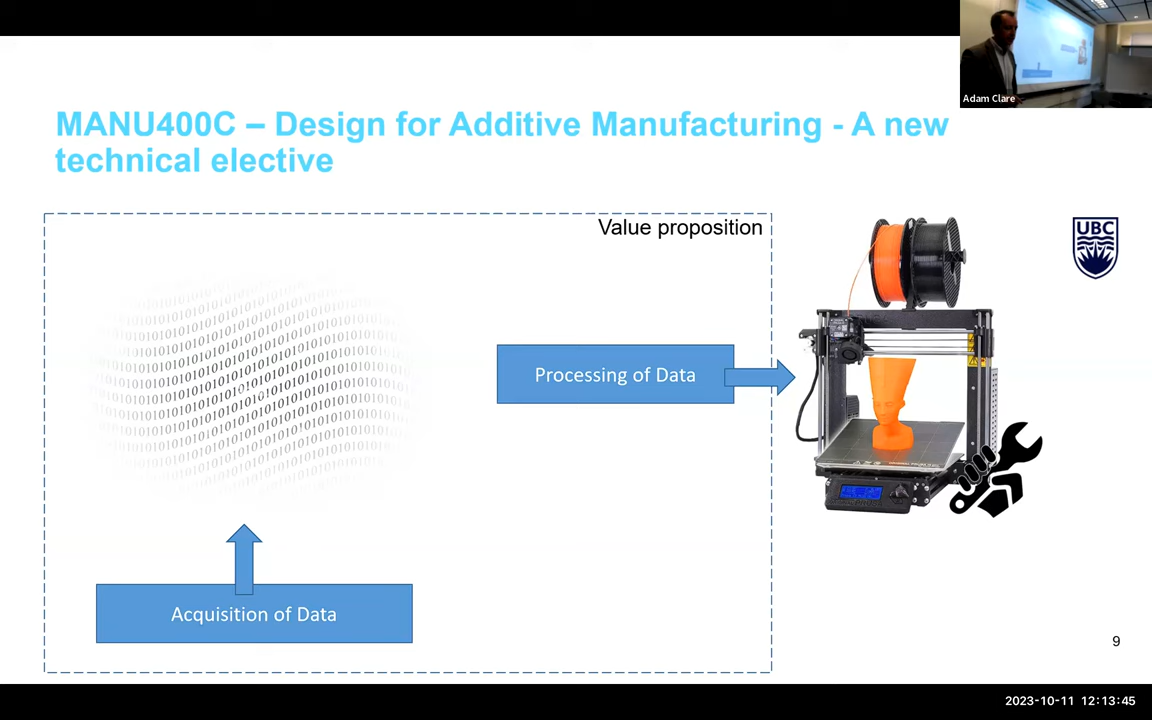 Adam Clare
MANU400C – Design for Additive Manufacturing - A new
technical elective
Value proposition
UBC
Processing of Data
Acquisition of Data
9
2023-10-11 12:13:45